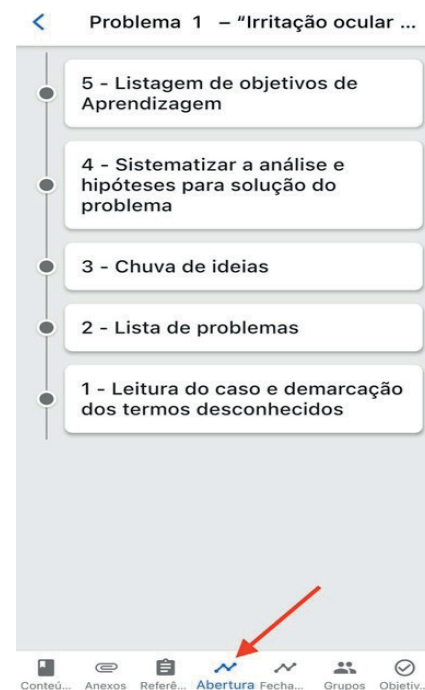 Problema 1 – “Irritação ocular ...
5 - Listagem de objetivos de
Aprendizagem
4 - Sistematizar a análise e
hipóteses para solução do
problema
3 - Chuva de ideias
2 - Lista de problemas
1 - Leitura do caso e demarcação
dos termos desconhecidos
Conteú... Anexos Referê... Abertura Fecha... Grupos Objetiv...